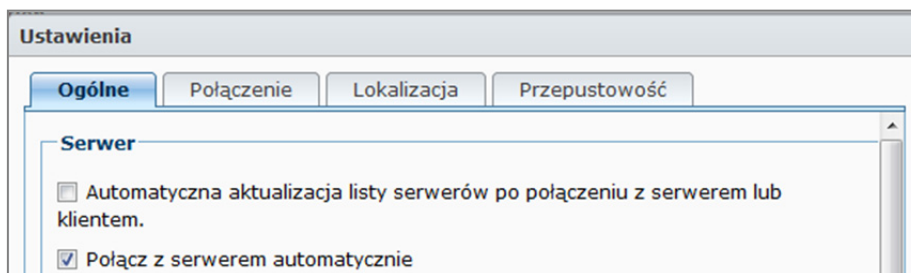 Ustawienia
Ogólne Połączenie Lokalizacja Przepustowość
Serwer
Automatyczna aktualizacja listy serwerów po połączeniu z serwerem lub
klientem.
Połącz z serwerem automatycznie